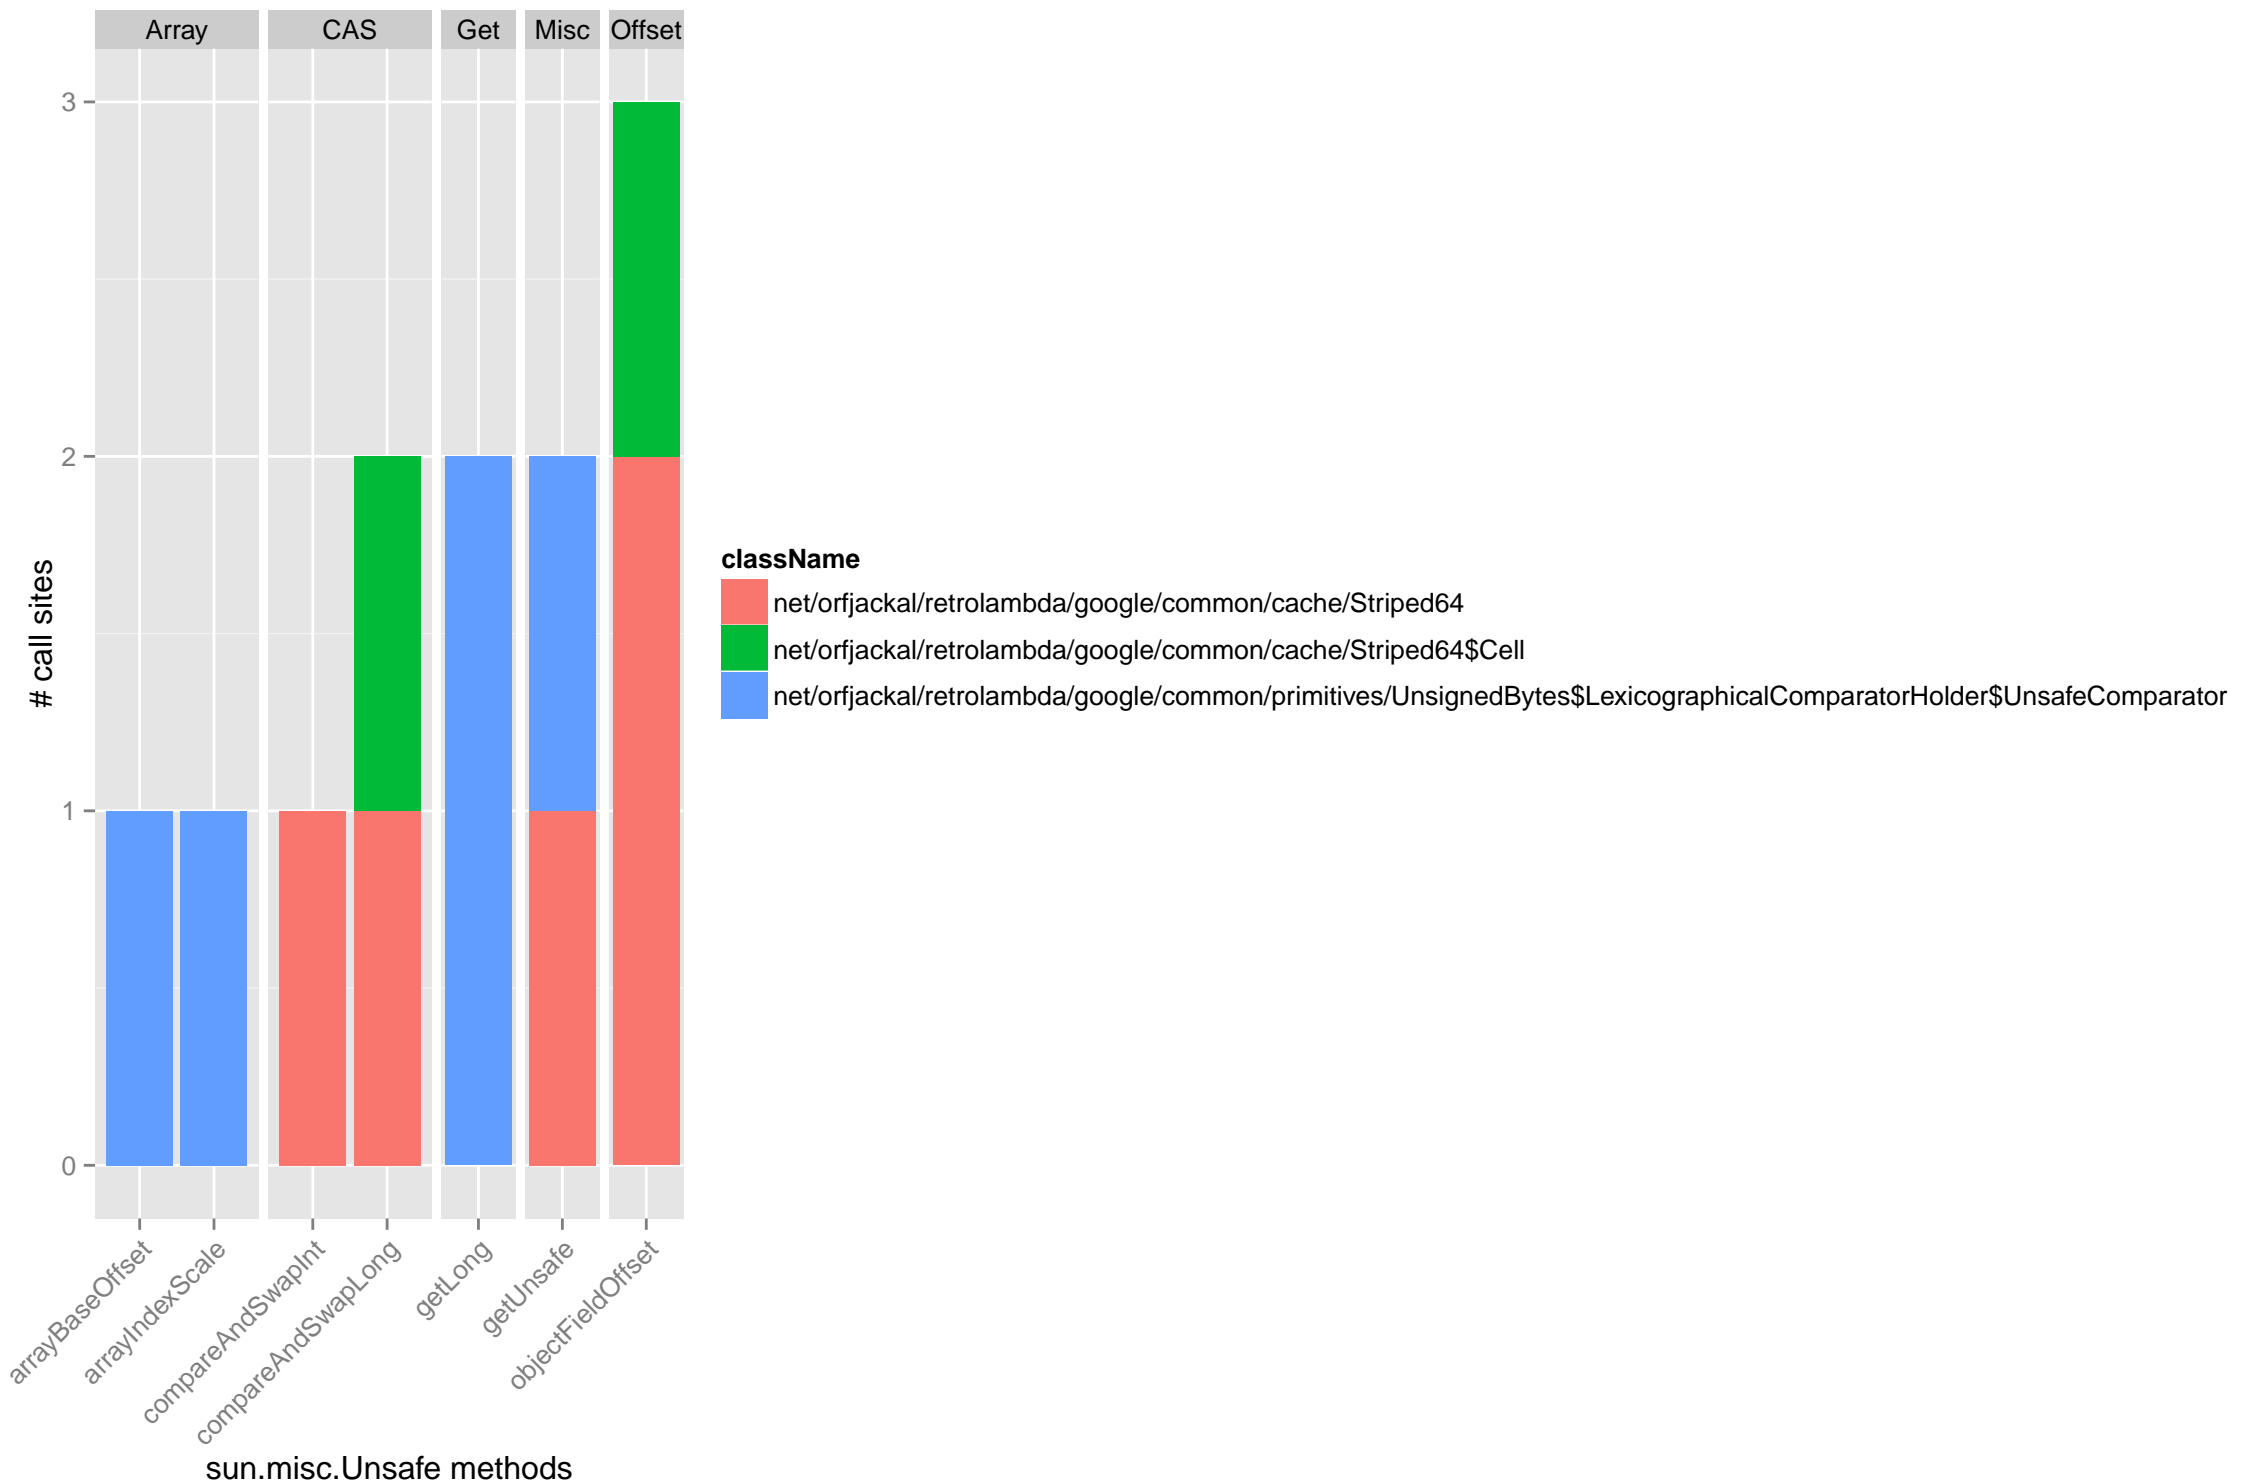 Array CAS Get Misc Offset
3
2
1
0
# call sites
arrayBaseOffset
arrayIndexScale
compareAndSwapInt
compareAndSwapLong
getLong
getUnsafe
objectFieldOffset
sun.misc.Unsafe methods
className
net/orfjackal/retrolambda/google/common/cache/Striped64
net/orfjackal/retrolambda/google/common/cache/Striped64$Cell
net/orfjackal/retrolambda/google/common/primitives/UnsignedBytes$LexicographicalComparatorHolder$UnsafeComparator